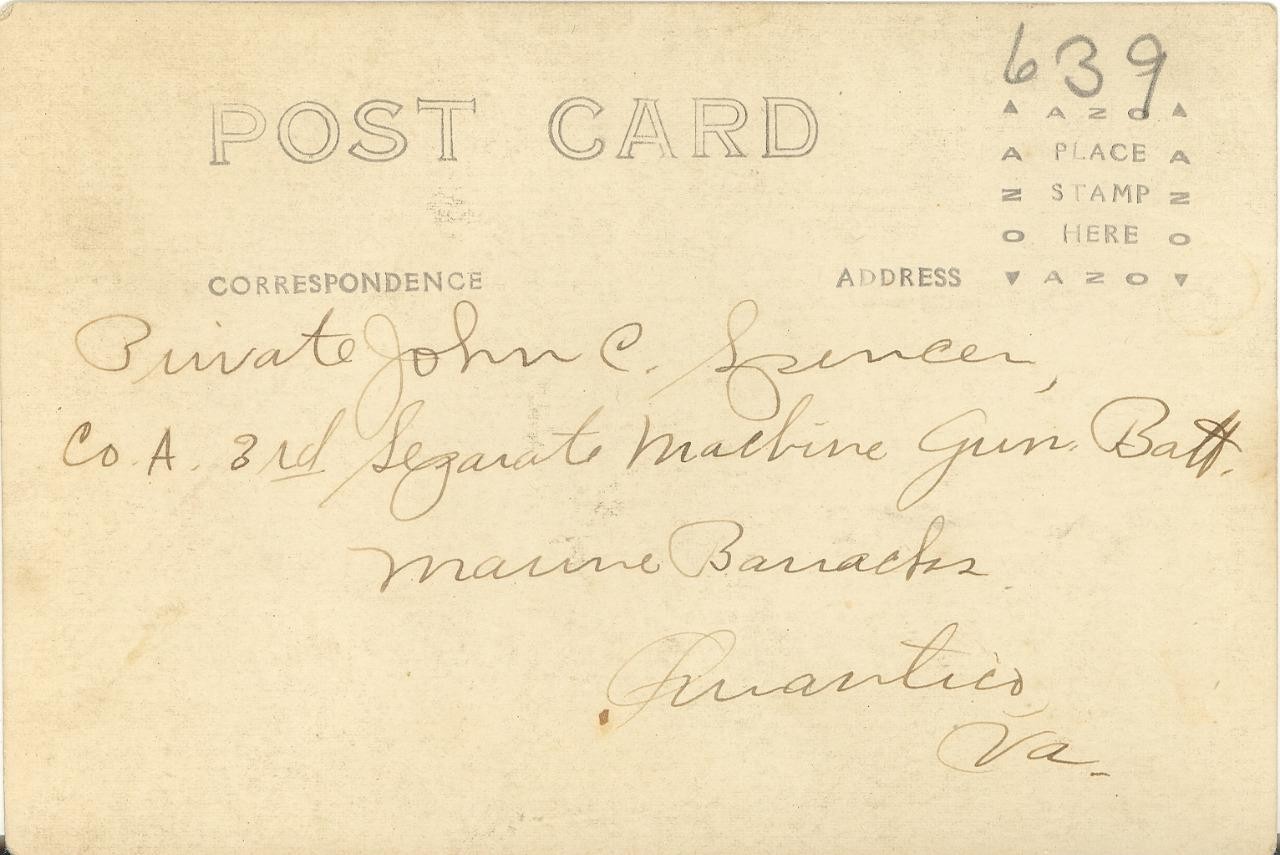 639
POST CARD
AZO
A PLACE A
N STAMP N
O HERE O
AZO
CORRESPONDENCE
ADDRESS
Private John C. Spencer,
Co. A. 3rd Separate Machine Gun Batt.
Marine Barracks
Quantico,
Va.